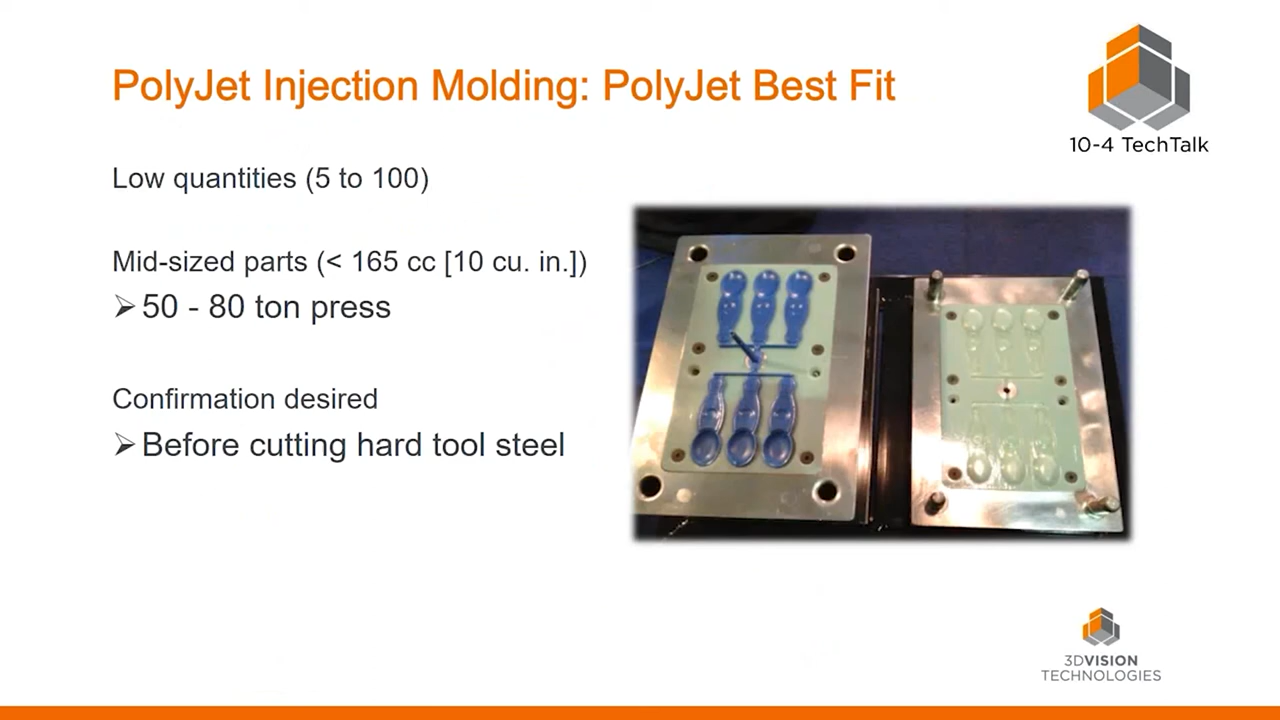 PolyJet Injection Molding: PolyJet Best Fit
10-4 TechTalk
Low quantities (5 to 100)
Mid-sized parts (< 165 cc [10 cu. in.])
➢ 50 - 80 ton press
Confirmation desired
➢ Before cutting hard tool steel
3DVISION
TECHNOLOGIES